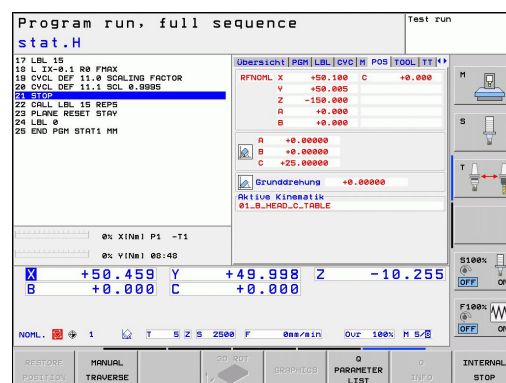 Program run, full sequence
Test run
stat.H
17 LBL 15
18 L IX-0.1 R0 FMAX
19 CYCL DEF 11.0 SCALING FACTOR
20 CYCL DEF 11.1 SCL 0.9995
21 STOP
22 CALL LBL 15 REP5
23 PLANE RESET STAY
24 LBL 0
25 END PGM STAT1 MM
Übersicht PGM LBL CYC M POS TOOL TT
RFNOML X +50.100 C +0.000
Y +50.005
Z -150.000
A +0.000
B +0.000
A +0.00000
B +0.00000
C +25.00000
Grunddrehung +0.00000
Aktive Kinematik
01_B_HEAD_C_TABLE
0% X[Nm] P1 -T1
0% Y[Nm] 08:48
X +50.459 Y +49.998 Z -10.255
B +0.000 C +0.000
NOML. 1 T 5 Z S 2500 F 0mm/min Ovr 100% M 5/8
M
S
T
S100%
OFF ON
F100%
OFF ON
RESTORE POSITION
MANUAL TRAVERSE
3D ROT
GRAPHICS
Q PARAMETER LIST
Q INFO
INTERNAL STOP